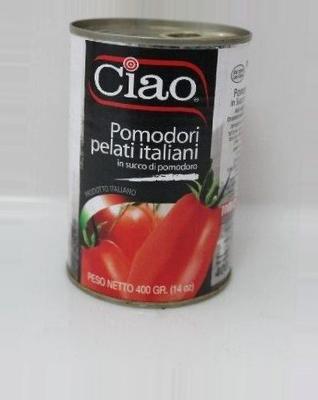 Ciao
Pomodori
pelati italiani
in succo di pomodoro
PRODOTTO ITALIANO
PESO NETTO 400 GR. (14 oz)